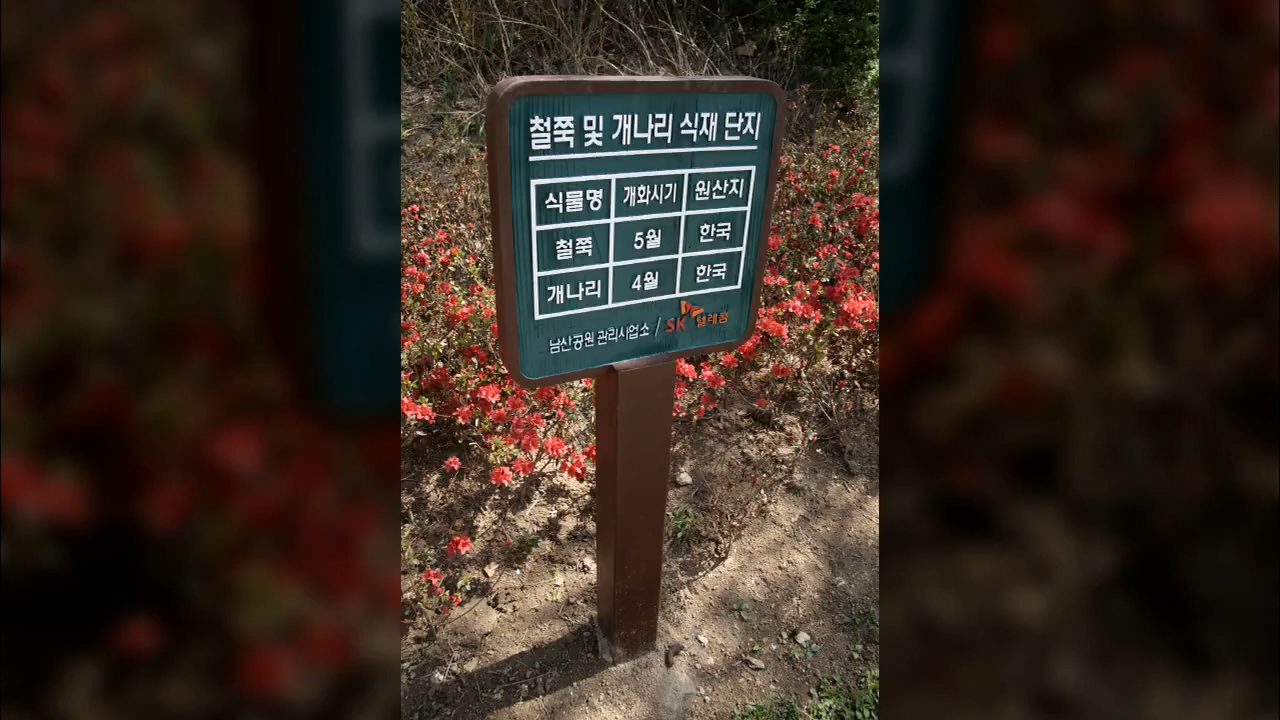 철쭉 및 개나리 식재 단지
식물명 개화시기 원산지
철쭉 5월 한국
개나리 4월 한국
남산공원 관리사업소 / SK 텔레콤